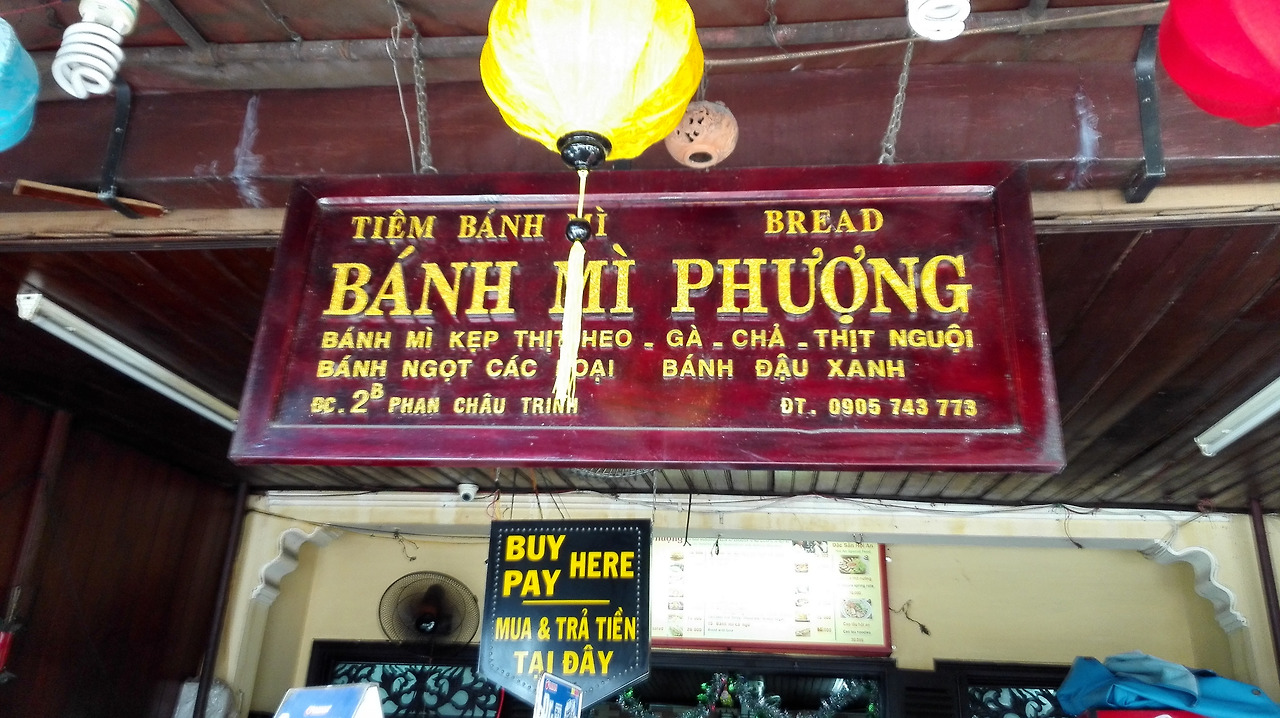 TIỆM BÁNH MÌ BREAD
BÁNH MÌ PHƯỢNG
BÁNH MÌ KẸP THỊT HEO - GÀ - CHẢ - THỊT NGUỘI
BÁNH NGỌT CÁC LOẠI BÁNH ĐẬU XANH
ĐC. 2B PHAN CHÂU TRINH ĐT. 0905 743 773
BUY HERE
PAY
MUA & TRẢ TIỀN
TẠI ĐÂY